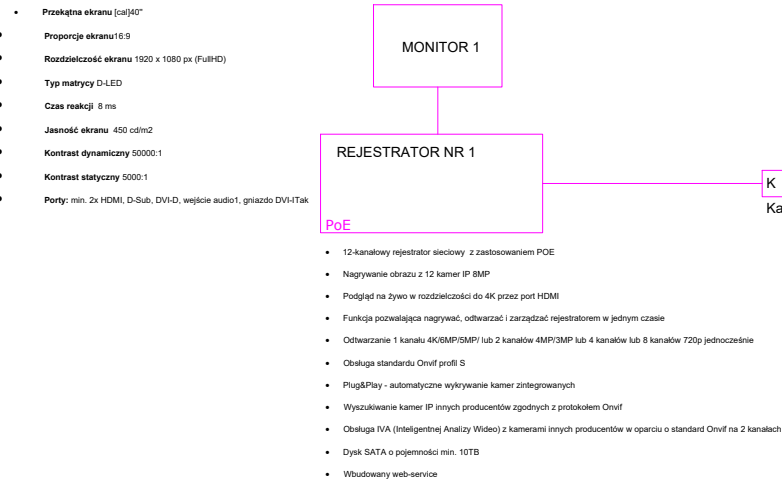 Przekątna ekranu [cal]40"
Proporcje ekranu16:9
Rozdzielczość ekranu 1920 x 1080 px (FullHD)
Typ matrycy D-LED
Czas reakcji 8 ms
Jasność ekranu 450 cd/m2
Kontrast dynamiczny 50000:1
Kontrast statyczny 5000:1
Porty: min. 2x HDMI, D-Sub, DVI-D, wejście audio1, gniazdo DVI-ITak
MONITOR 1
REJESTRATOR NR 1
PoE
K
Ka
12-kanałowy rejestrator sieciowy z zastosowaniem POE
Nagrywanie obrazu z 12 kamer IP 8MP
Podgląd na żywo w rozdzielczości do 4K przez port HDMI
Funkcja pozwalająca nagrywać, odtwarzać i zarządzać rejestratorem w jednym czasie
Odtwarzanie 1 kanału 4K/6MP/5MP/ lub 2 kanałów 4MP/3MP lub 4 kanałów lub 8 kanałów 720p jednocześnie
Obsługa standardu Onvif profil S
Plug&Play - automatyczne wykrywanie kamer zintegrowanych
Wyszukiwanie kamer IP innych producentów zgodnych z protokołem Onvif
Obsługa IVA (Inteligentnej Analizy Wideo) z kamerami innych producentów w oparciu o standard Onvif na 2 kanałach
Dysk SATA o pojemności min. 10TB
Wbudowany web-service